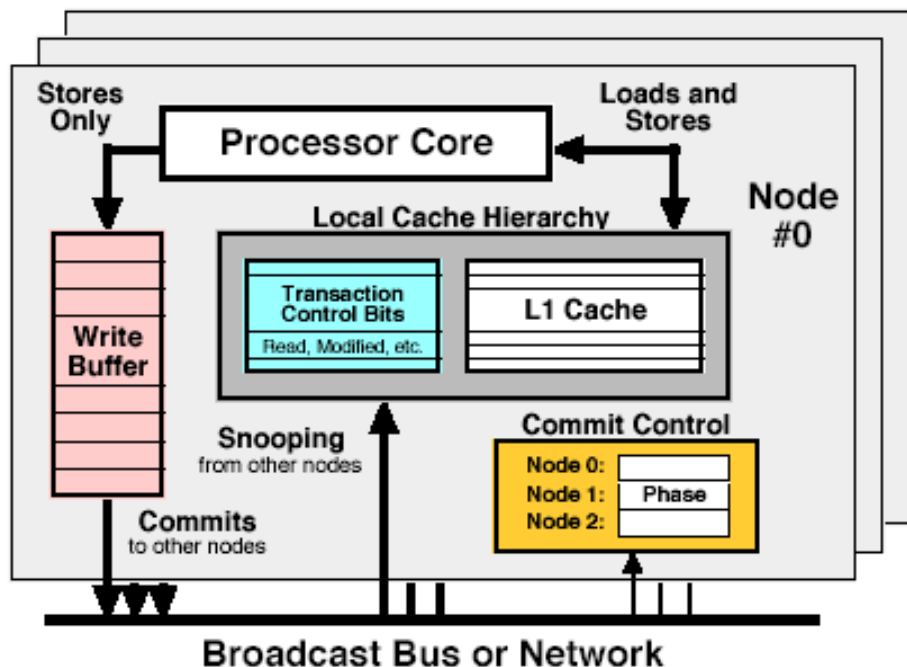 Stores
Only
Processor Core
Loads and
Stores
Node
#0
Local Cache Hierarchy
Transaction
Control Bits
Read, Modified, etc.
L1 Cache
Write
Buffer
Snooping
from other nodes
Commit Control
Node 0:
Node 1: Phase
Node 2:
Commits
to other nodes
Broadcast Bus or Network